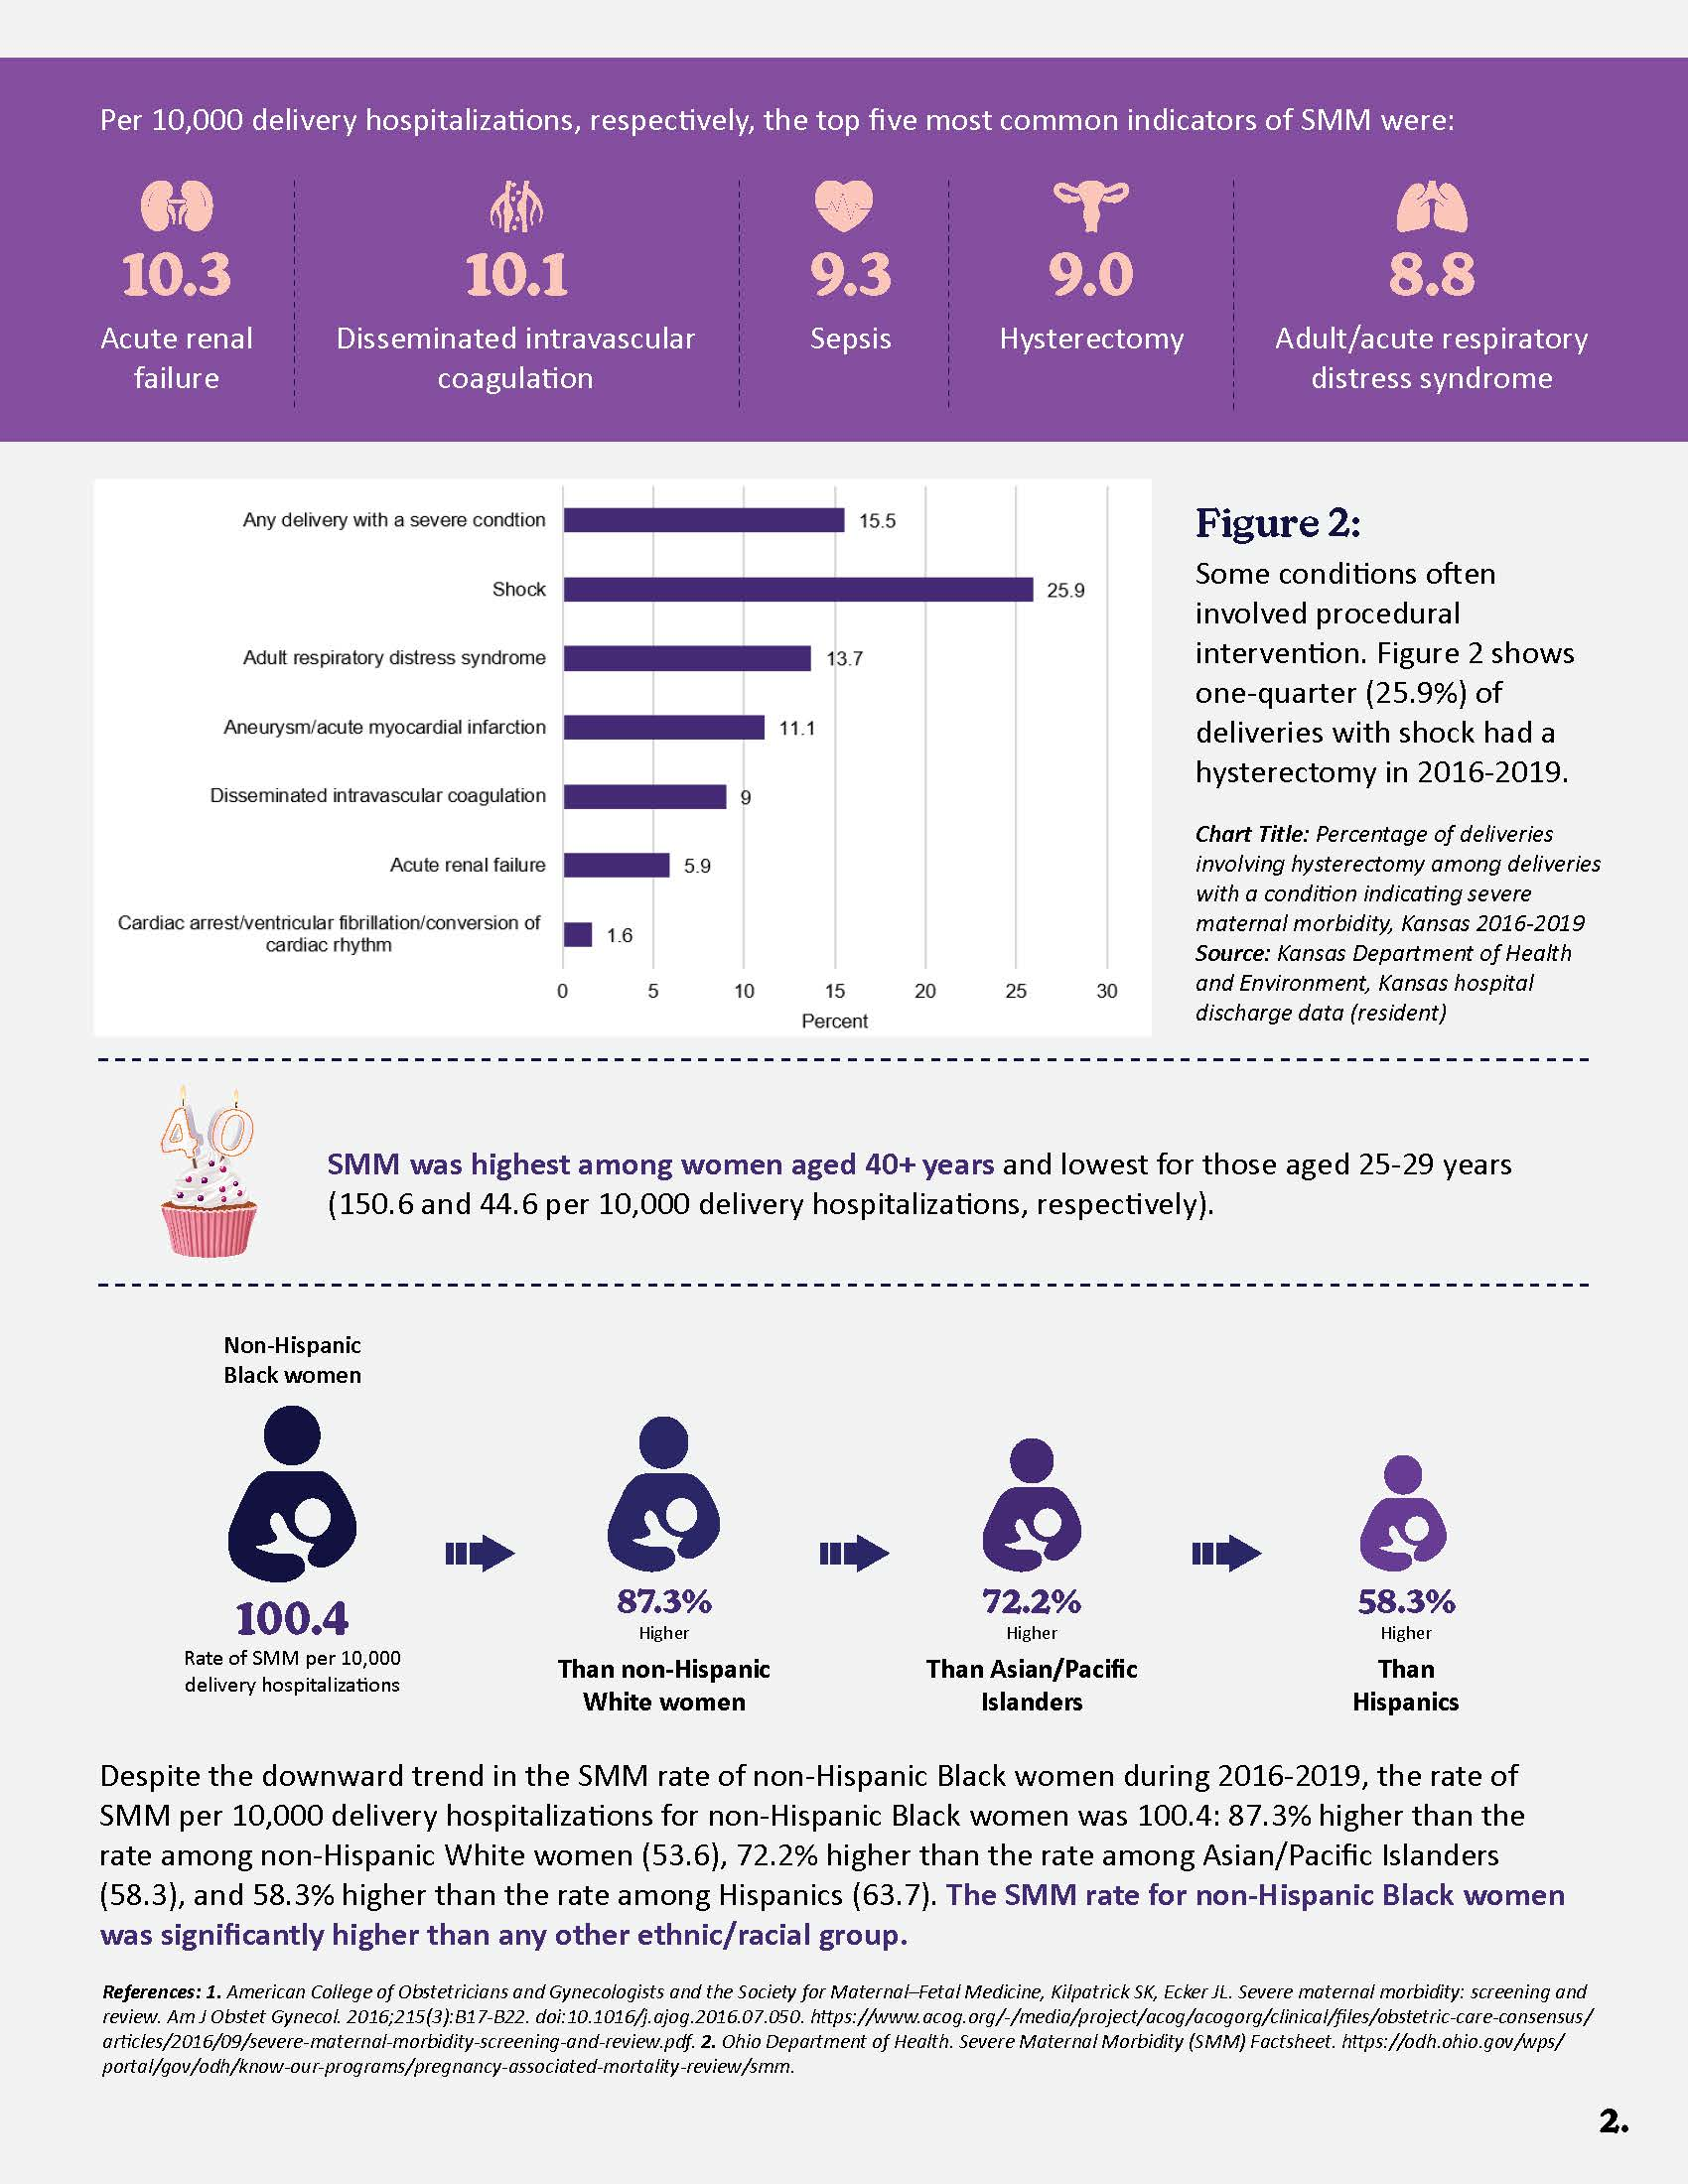 Per 10,000 delivery hospitalizations, respectively, the top five most common indicators of SMM were:
10.3
Acute renal
failure
10.1
Disseminated intravascular
coagulation
9.3
Sepsis
9.0
Hysterectomy
8.8
Adult/acute respiratory
distress syndrome
Any delivery with a severe condtion
15.5
Shock
25.9
Adult respiratory distress syndrome
13.7
Aneurysm/acute myocardial infarction
11.1
Disseminated intravascular coagulation
9
Acute renal failure
5.9
Cardiac arrest/ventricular fibrillation/conversion of
cardiac rhythm
1.6
0 5 10 15 20 25 30
Percent
Figure 2:
Some conditions often
involved procedural
intervention. Figure 2 shows
one-quarter (25.9%) of
deliveries with shock had a
hysterectomy in 2016-2019.
Chart Title: Percentage of deliveries
involving hysterectomy among deliveries
with a condition indicating severe
maternal morbidity, Kansas 2016-2019
Source: Kansas Department of Health
and Environment, Kansas hospital
discharge data (resident)
40
SMM was highest among women aged 40+ years and lowest for those aged 25-29 years
(150.6 and 44.6 per 10,000 delivery hospitalizations, respectively).
Non-Hispanic
Black women
100.4
Rate of SMM per 10,000
delivery hospitalizations
87.3%
Higher
Than non-Hispanic
White women
72.2%
Higher
Than Asian/Pacific
Islanders
58.3%
Higher
Than
Hispanics
Despite the downward trend in the SMM rate of non-Hispanic Black women during 2016-2019, the rate of
SMM per 10,000 delivery hospitalizations for non-Hispanic Black women was 100.4: 87.3% higher than the
rate among non-Hispanic White women (53.6), 72.2% higher than the rate among Asian/Pacific Islanders
(58.3), and 58.3% higher than the rate among Hispanics (63.7). The SMM rate for non-Hispanic Black women
was significantly higher than any other ethnic/racial group.
References: 1. American College of Obstetricians and Gynecologists and the Society for Maternal–Fetal Medicine, Kilpatrick SK, Ecker JL. Severe maternal morbidity: screening and
review. Am J Obstet Gynecol. 2016;215(3):B17-B22. doi:10.1016/j.ajog.2016.07.050. https://www.acog.org/-/media/project/acog/acogorg/clinical/files/obstetric-care-consensus/
articles/2016/09/severe-maternal-morbidity-screening-and-review.pdf. 2. Ohio Department of Health. Severe Maternal Morbidity (SMM) Factsheet. https://odh.ohio.gov/wps/
portal/gov/odh/know-our-programs/pregnancy-associated-mortality-review/smm.
2.